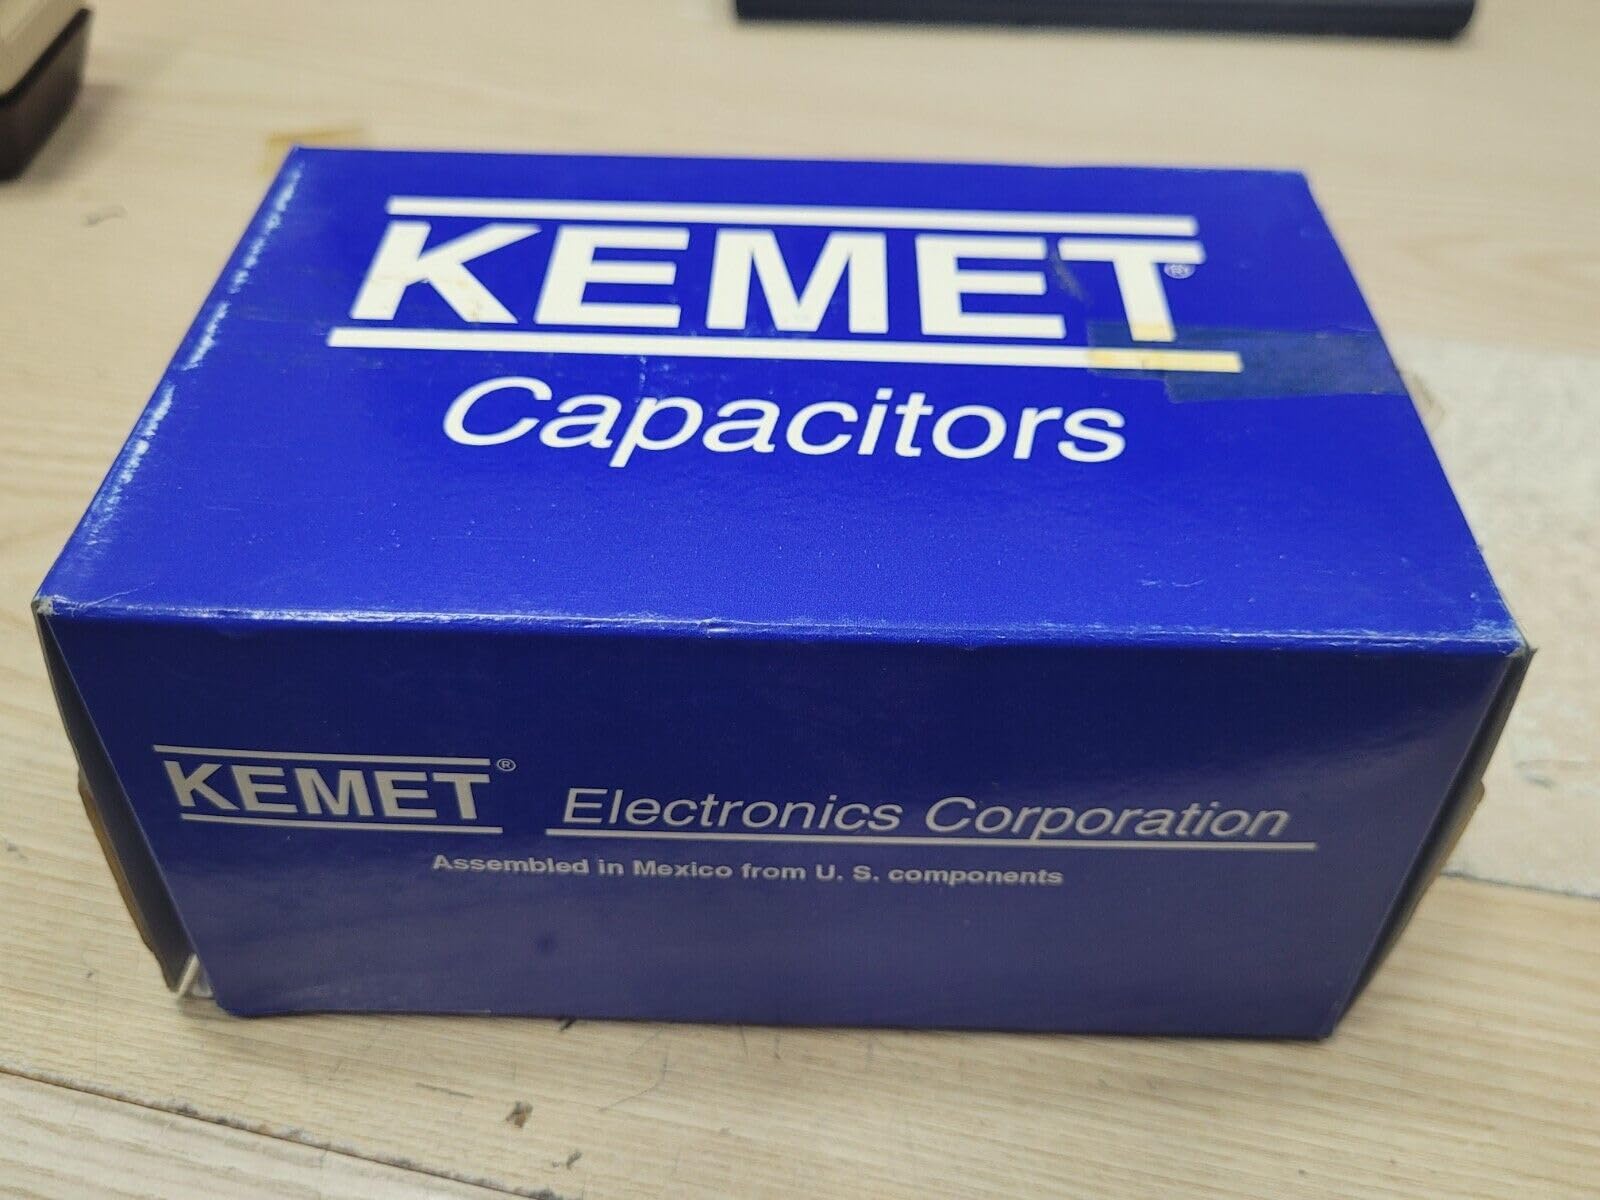 KEMET®
Capacitors
KEMET® Electronics Corporation
Assembled in Mexico from U. S. components